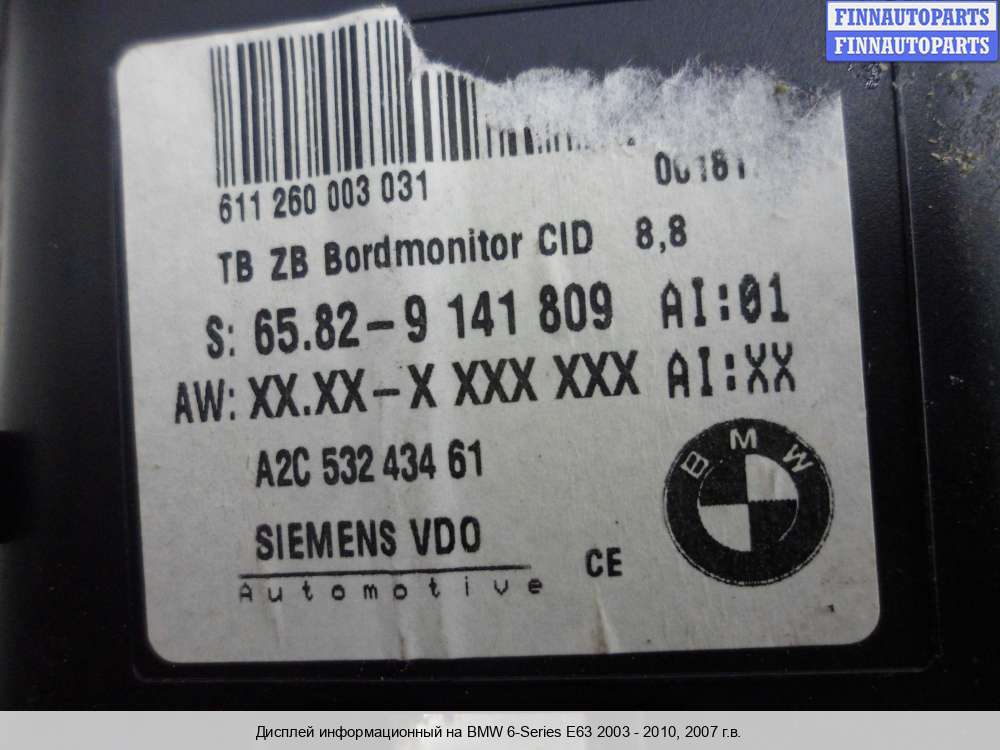 FINNAUTOPARTS
FINNAUTOPARTS
611 260 003 031
TB ZB Bordmonitor CID 8,8
S: 65.82-9 141 809 AI:01
AW: XX.XX-X XXX XXX AI:XX
A2C 532 434 61
BMW
SIEMENS VDO
CE
Automotive
Дисплей информационный на BMW 6-Series E63 2003 - 2010, 2007 г.в.